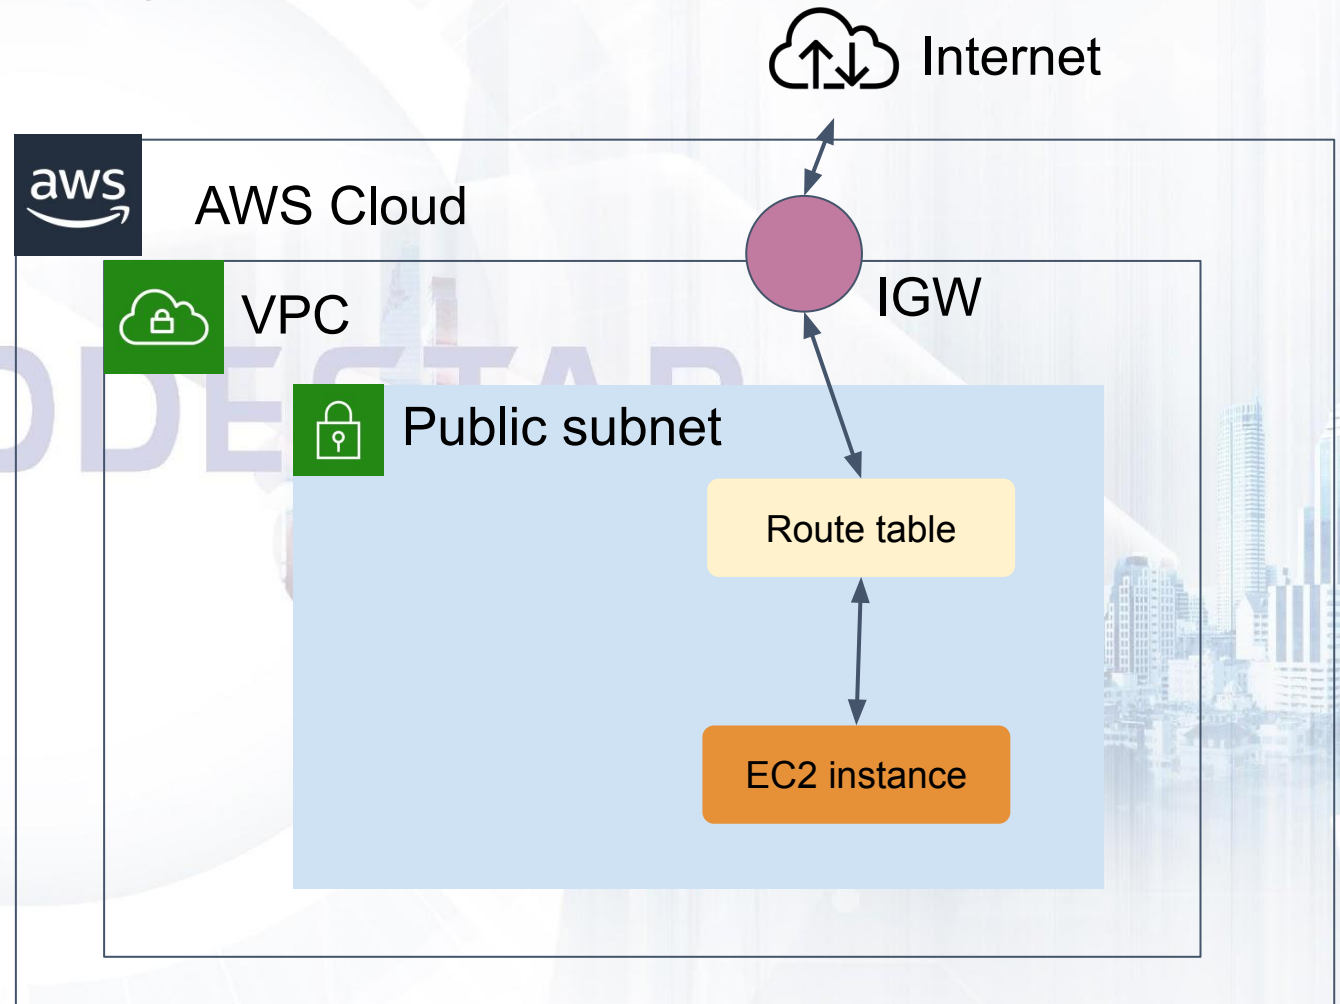 Internet
aws
AWS Cloud
IGW
VPC
Public subnet
Route table
EC2 instance